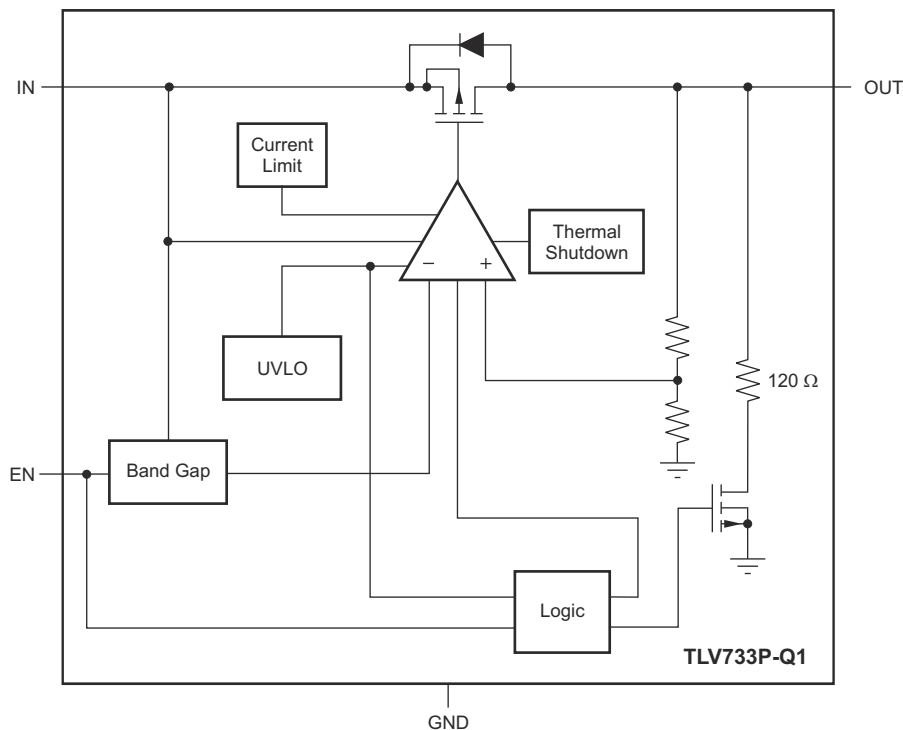 IN
OUT
Current
Limit
Thermal
Shutdown
− +
UVLO
120 Ω
EN
Band Gap
Logic
TLV733P-Q1
GND